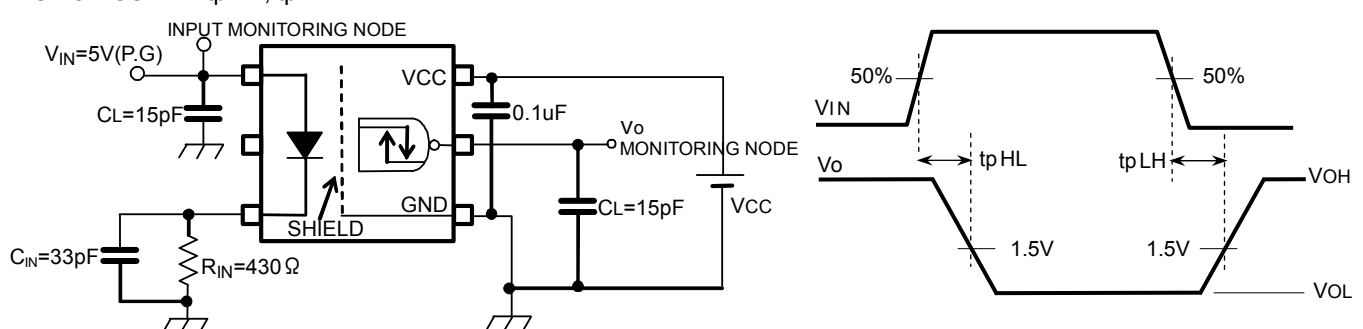 INPUT MONITORING NODE
VIN=5V(P.G)
CL=15pF
VCC
0.1uF
Vo
MONITORING NODE
GND
SHIELD
CL=15pF
VCC
CIN=33pF
RIN=430Ω
50%
50%
VIN
tpHL
tpLH
Vo
VOH
1.5V
1.5V
VOL